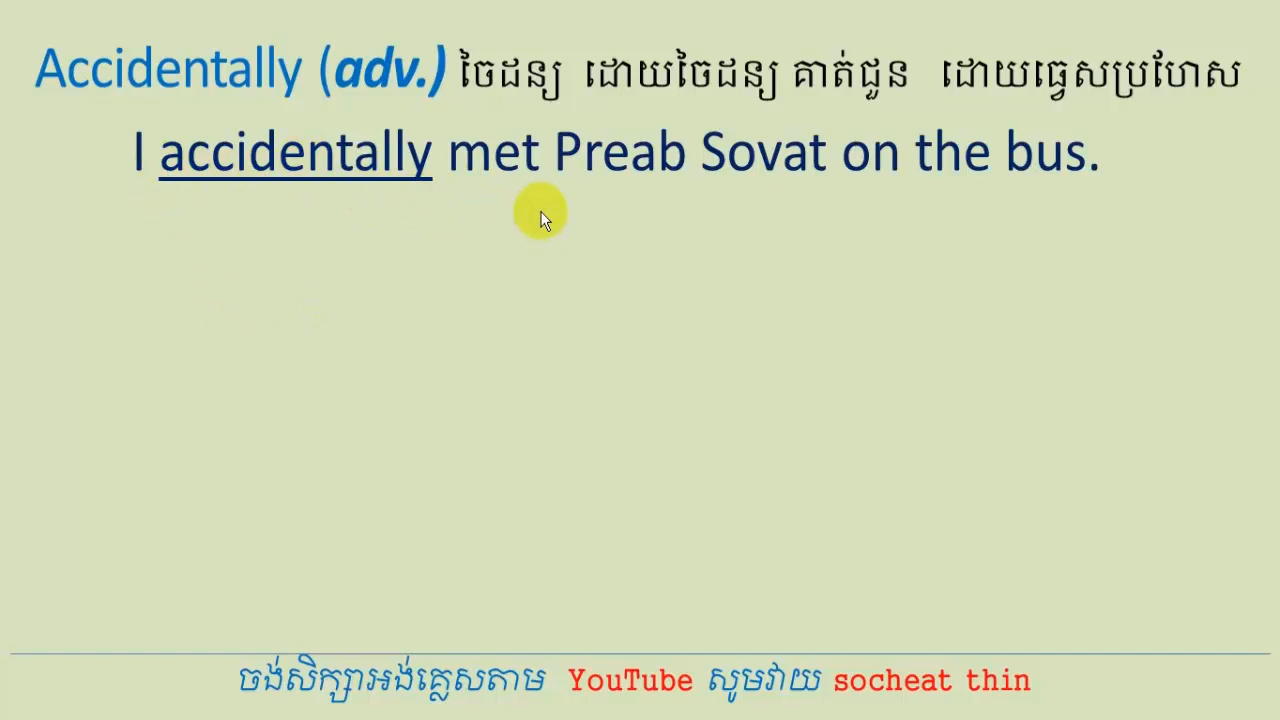 Accidentally (adv.) ចៃដន្យ ដោយចៃដន្យ គាត់ជួន ដោយធ្វេសប្រហែស
I accidentally met Preab Sovat on the bus.
ចង់សិក្សាអង់គ្លេសតាម YouTube សូមវាយ socheat thin